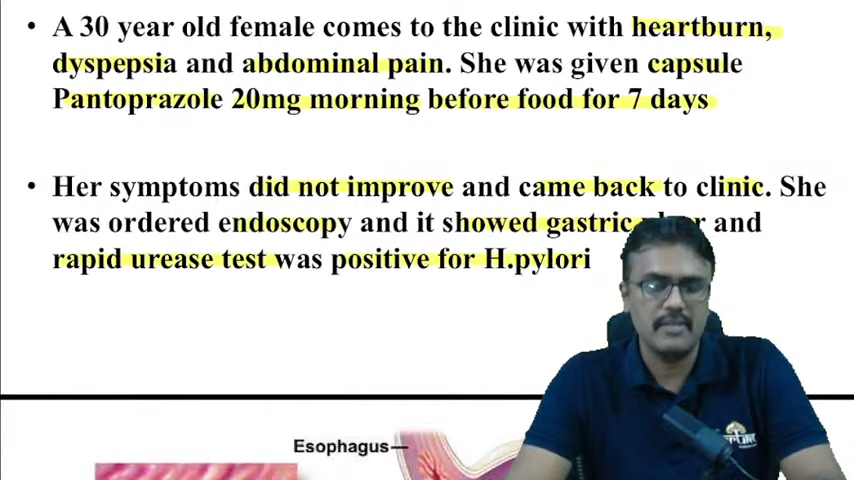 • A 30 year old female comes to the clinic with heartburn,
dyspepsia and abdominal pain. She was given capsule
Pantoprazole 20mg morning before food for 7 days
• Her symptoms did not improve and came back to clinic. She
was ordered endoscopy and it showed gastric and
rapid urease test was positive for H.pylori
Esophagus